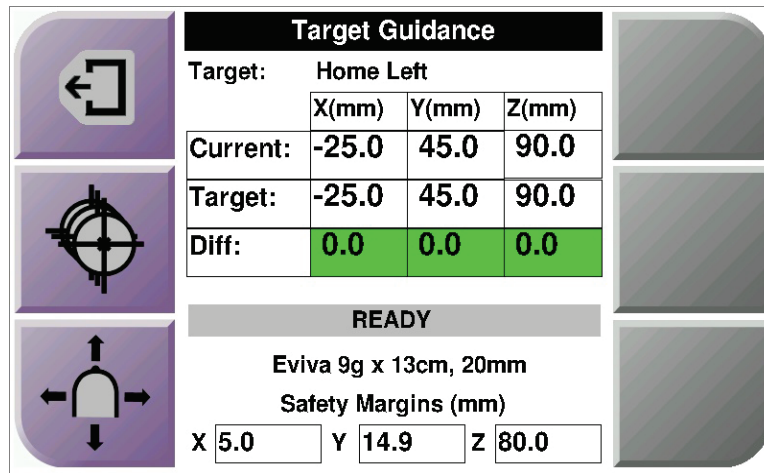 Target Guidance
Target: Home Left
X(mm) Y(mm) Z(mm)
Current: -25.0 45.0 90.0
Target: -25.0 45.0 90.0
Diff: 0.0 0.0 0.0
READY
Eviva 9g x 13cm, 20mm
Safety Margins (mm)
X 5.0 Y 14.9 Z 80.0